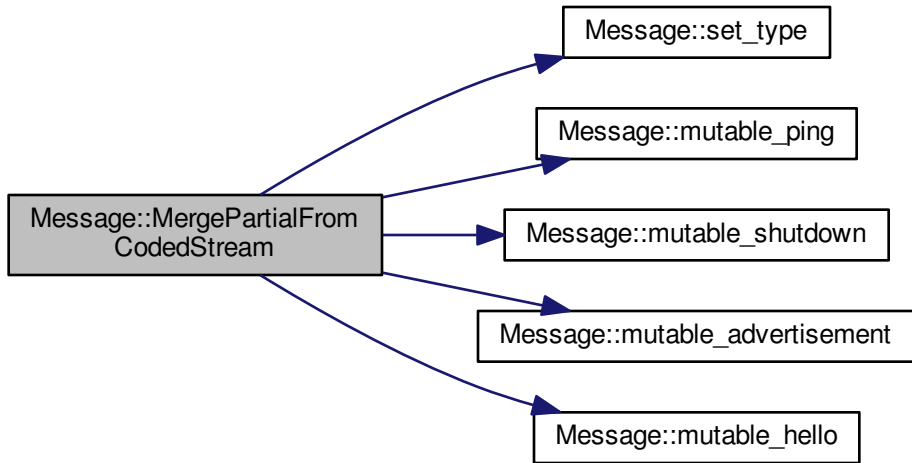 Message::set_type
Message::mutable_ping
Message::MergePartialFrom
CodedStream
Message::mutable_shutdown
Message::mutable_advertisement
Message::mutable_hello